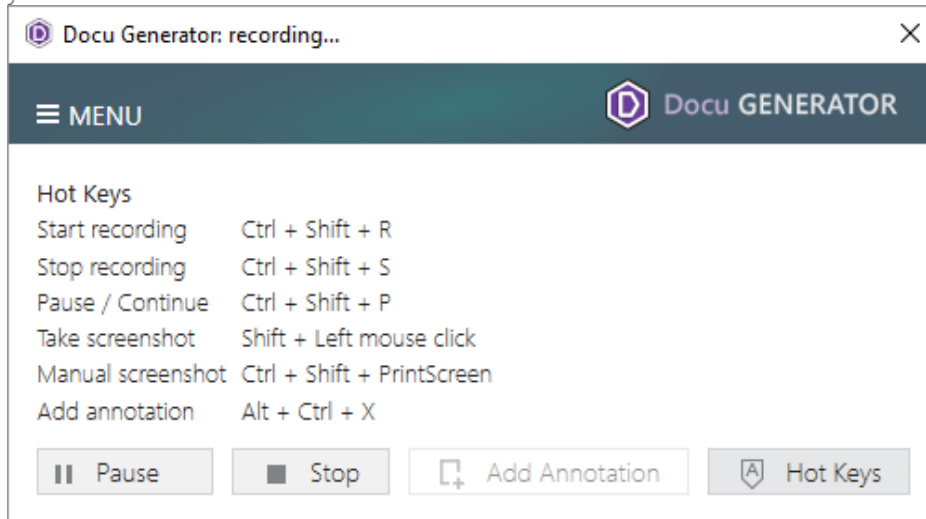 Docu Generator: recording...
MENU
Docu GENERATOR
Hot Keys
Start recording Ctrl + Shift + R
Stop recording Ctrl + Shift + S
Pause / Continue Ctrl + Shift + P
Take screenshot Shift + Left mouse click
Manual screenshot Ctrl + Shift + PrintScreen
Add annotation Alt + Ctrl + X
Pause Stop Add Annotation Hot Keys